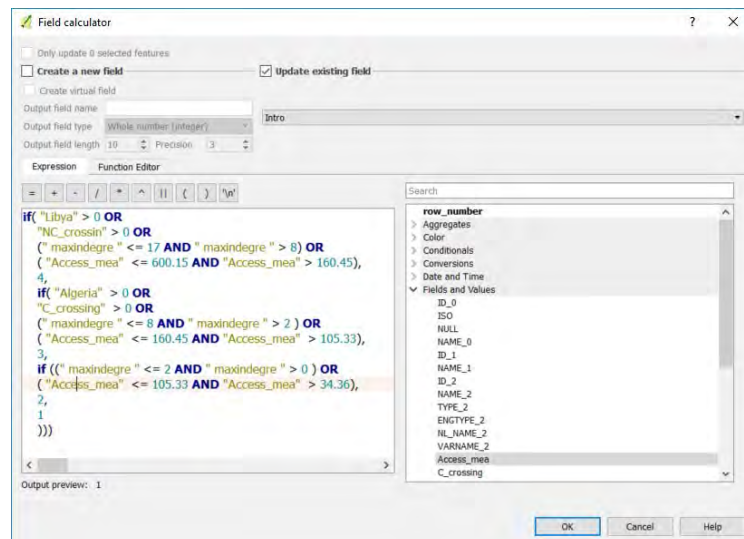 Field calculator
? X
Only update 0 selected features
Create a new field
Update existing field
Create virtual field
Output field name
Output field type Whole number (integer)
Output field length 10 Precision 3
Intro
Expression Function Editor
= + - / * ^ || ( ) '\n'
if( "Libya" > 0 OR
"NC_crossin" > 0 OR
(" maxindegre " <= 17 AND " maxindegre " > 8) OR
( "Access_mea" <= 600.15 AND "Access_mea" > 160.45),
4,
if( "Algeria" > 0 OR
"C_crossing" > 0 OR
(" maxindegre " <= 8 AND " maxindegre " > 2 ) OR
( "Access_mea" <= 160.45 AND "Access_mea" > 105.33),
3,
if ((" maxindegre " <= 2 AND " maxindegre " > 0 ) OR
( "Access_mea" <= 105.33 AND "Access_mea" > 34.36),
2,
1
)))
Output preview: 1
Search
row_number
Aggregates
Color
Conditionals
Conversions
Date and Time
Fields and Values
ID_0
ISO
NULL
NAME_0
ID_1
NAME_1
ID_2
NAME_2
TYPE_2
ENGTYPE_2
NL_NAME_2
VARNAME_2
Access_mea
C_crossing
OK Cancel Help